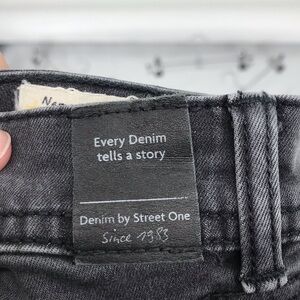 Every Denim
tells a story
Denim by Street One
Since 1983